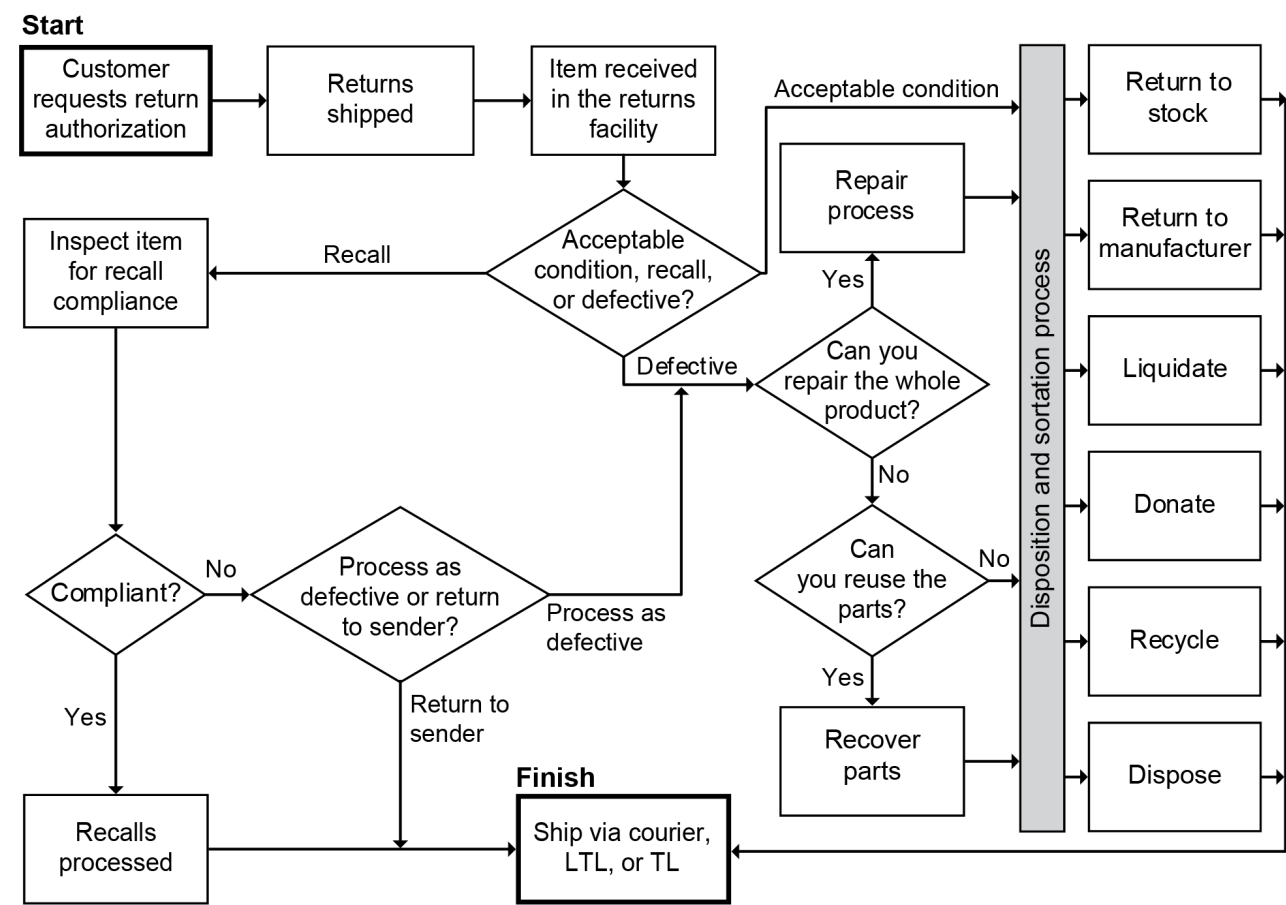 Start
Customer
requests return
authorization
Returns
shipped
Item received
in the returns
facility
Acceptable condition
Return to
stock
Repair
process
Return to
manufacturer
Inspect item
for recall
compliance
Recall
Acceptable
condition, recall,
or defective?
Yes
Defective
Can you
repair the whole
product?
Disposition and sortation process
Liquidate
No
Donate
Can
you reuse the
parts?
No
Compliant?
No
Process as
defective or return
to sender?
Process as
defective
Recycle
Yes
Yes
Return to
sender
Recover
parts
Dispose
Finish
Recalls
processed
Ship via courier,
LTL, or TL